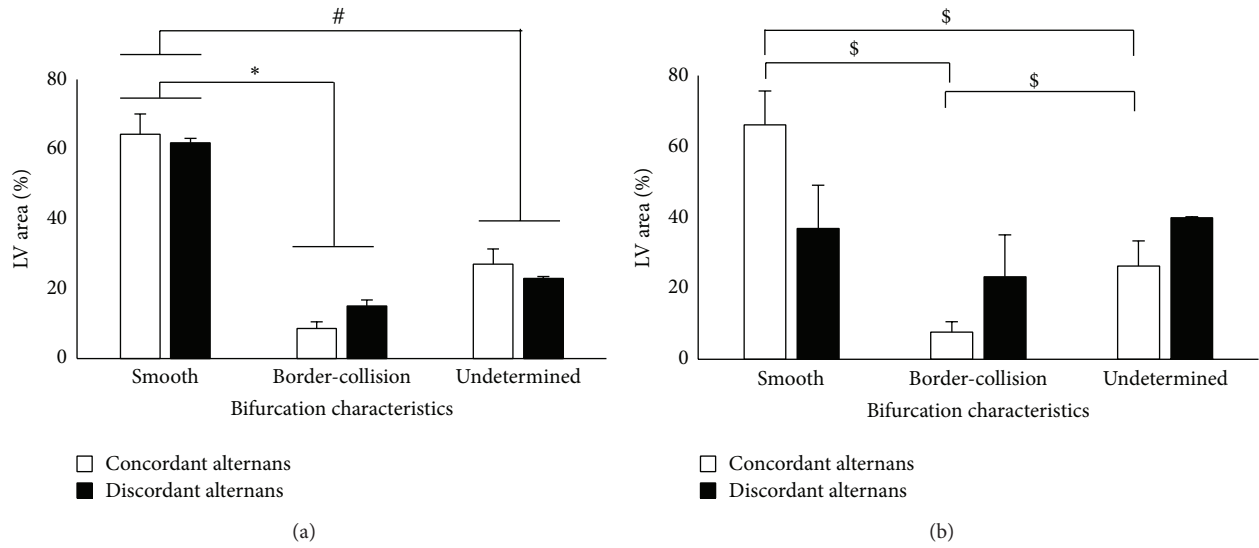 #
*
80
60
40
20
0
LV area (%)
Smooth
Border-collision
Undetermined
Bifurcation characteristics
Concordant alternans
Discordant alternans
(a)
$
$
$
80
60
40
20
0
LV area (%)
Smooth
Border-collision
Undetermined
Bifurcation characteristics
Concordant alternans
Discordant alternans
(b)